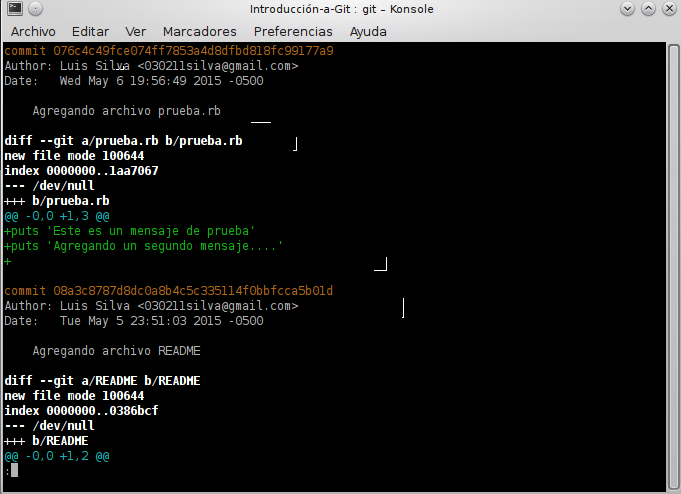 Introducción-a-Git : git – Konsole
Archivo Editar Ver Marcadores Preferencias Ayuda
commit 076c4c49fce074ff7853a4d8dfbd818fc99177a9
Author: Luis Silva <030211silva@gmail.com>
Date:   Wed May 6 19:56:49 2015 -0500
    Agregando archivo prueba.rb
diff --git a/prueba.rb b/prueba.rb
new file mode 100644
index 0000000..1aa7067
--- /dev/null
+++ b/prueba.rb
@@ -0,0 +1,3 @@
+puts 'Este es un mensaje de prueba'
+puts 'Agregando un segundo mensaje....'
+
commit 08a3c8787d8dc0a8b4c5c335114f0bbfcca5b01d
Author: Luis Silva <030211silva@gmail.com>
Date:   Tue May 5 23:51:03 2015 -0500
    Agregando archivo README
diff --git a/README b/README
new file mode 100644
index 0000000..0386bcf
--- /dev/null
+++ b/README
@@ -0,0 +1,2 @@
: